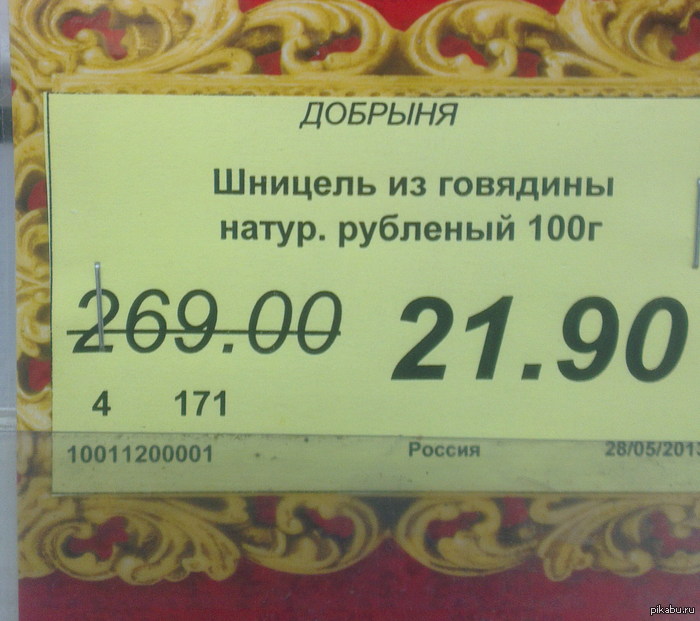 ДОБРЫНЯ
Шницель из говядины
натур. рубленый 100г
269.00 21.90
4 171
10011200001 Россия 28/05/2013
pikabu.ru